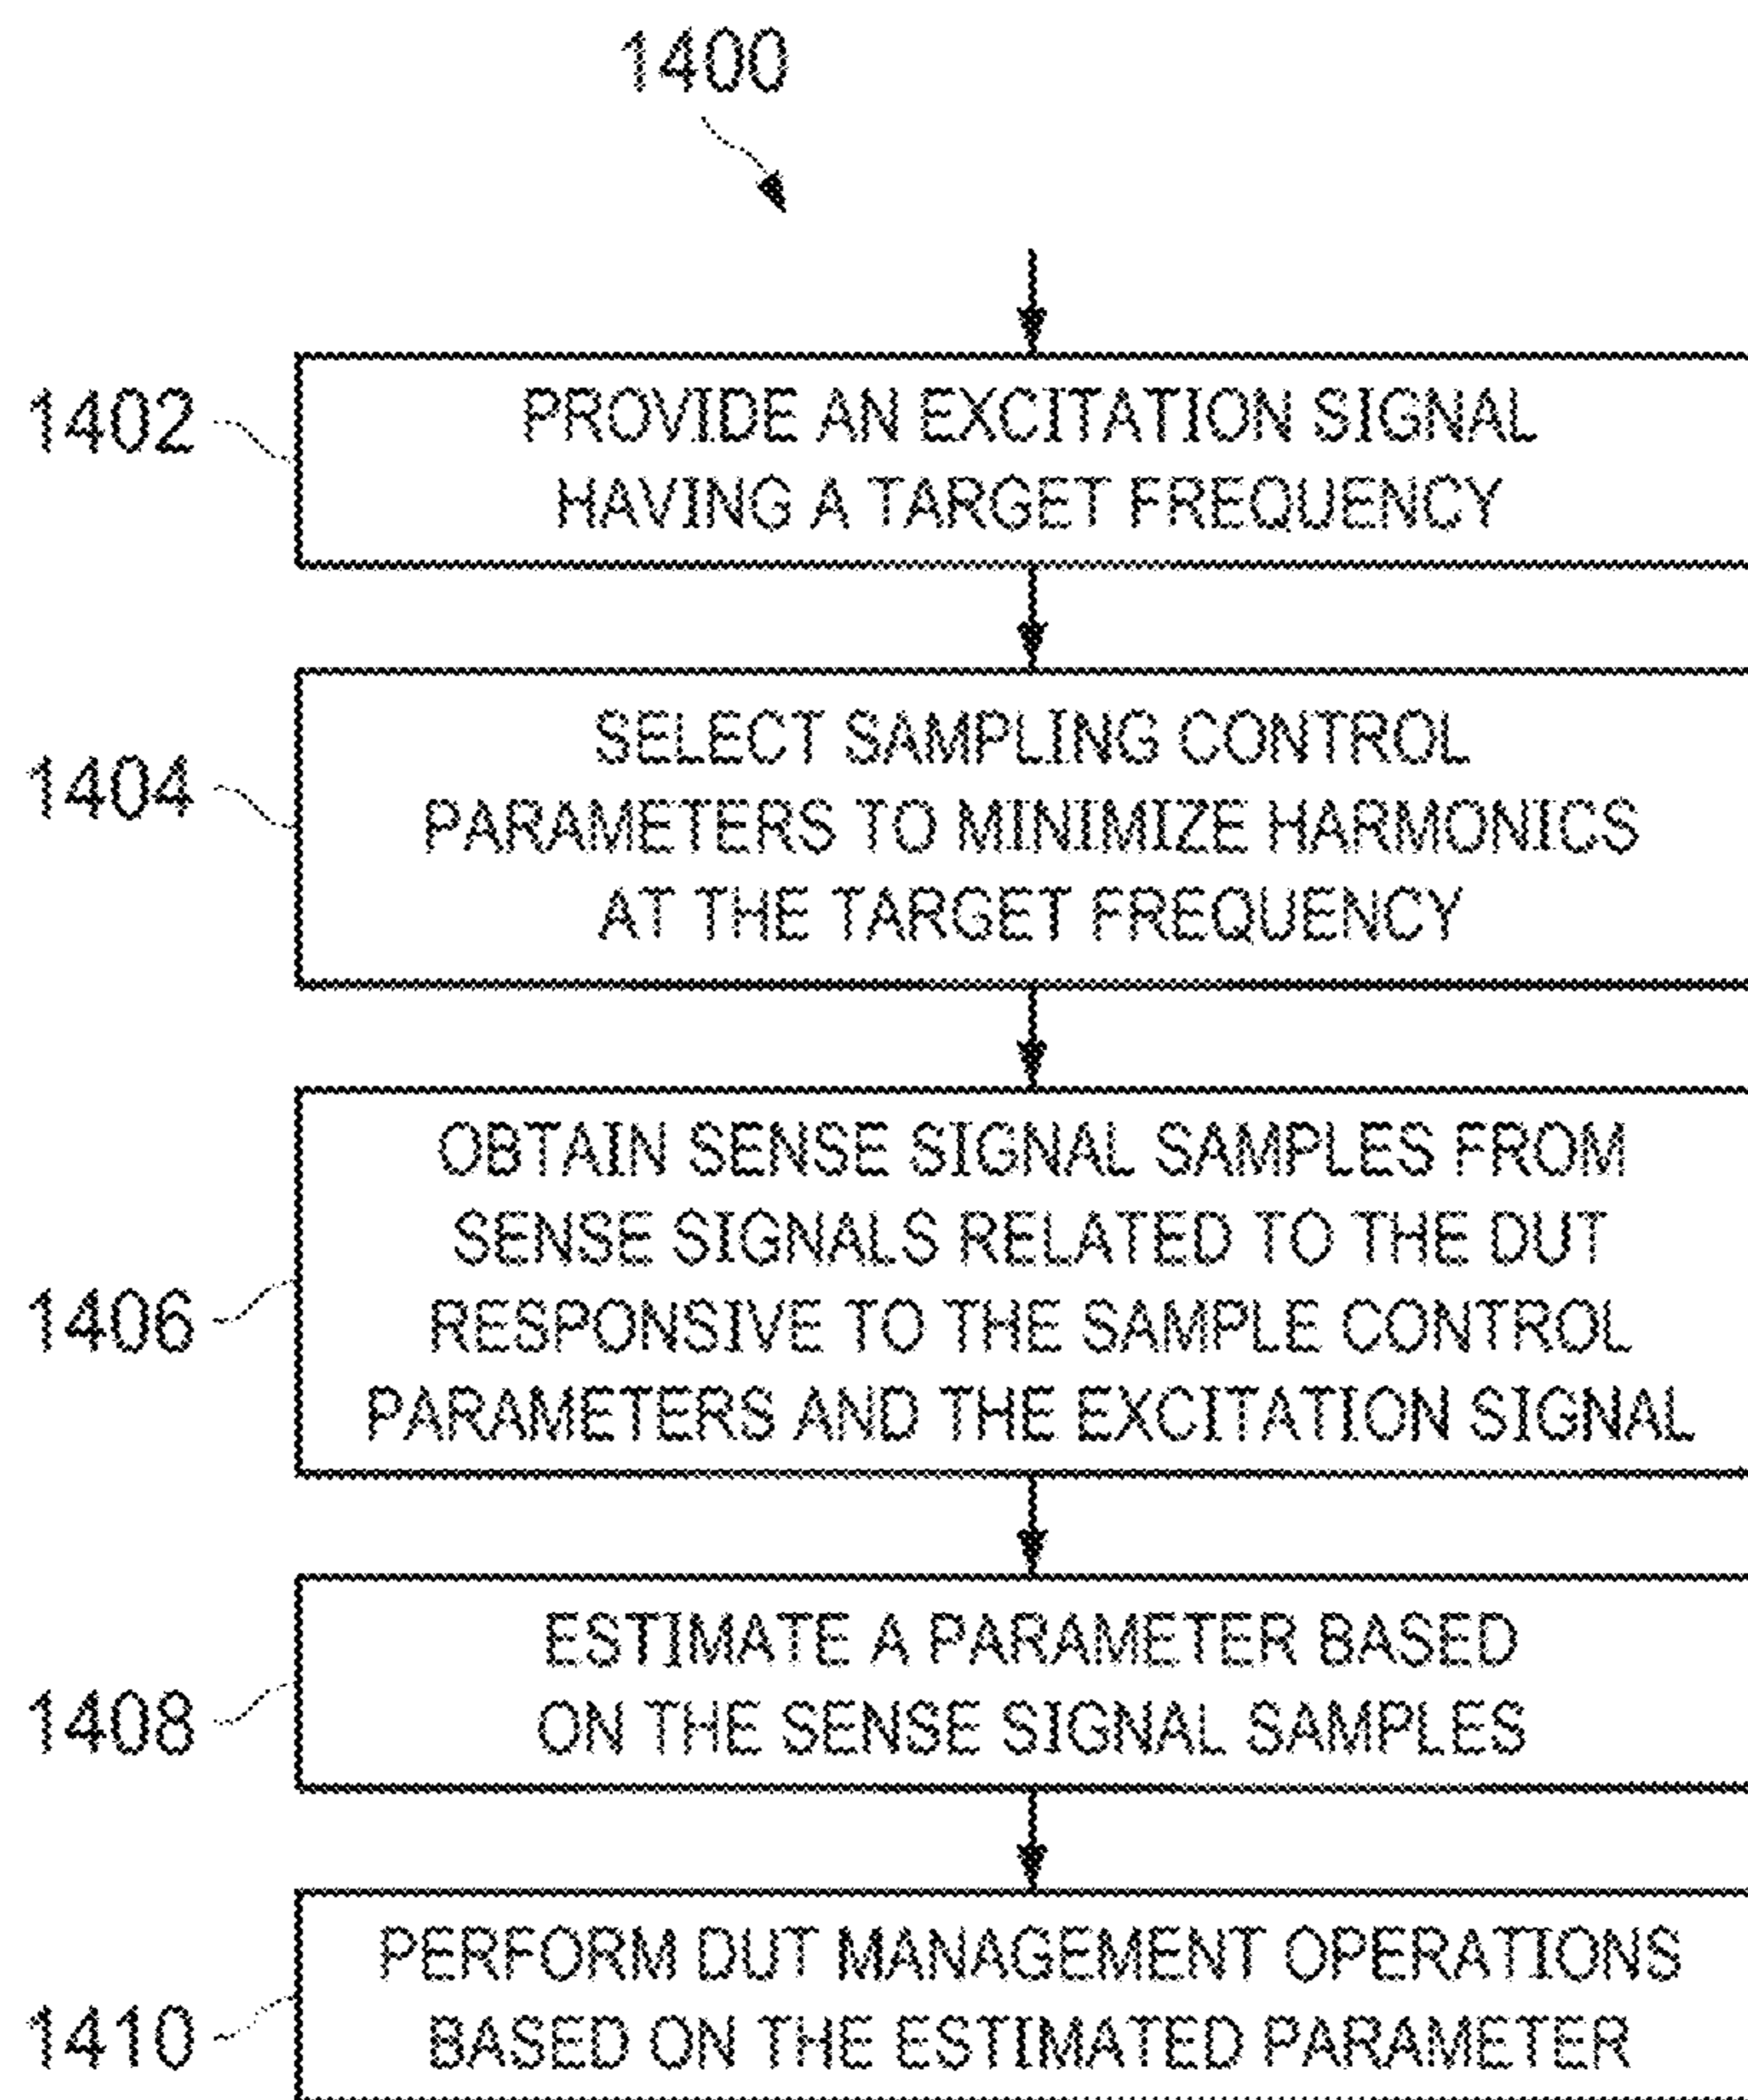 1400
1402
PROVIDE AN EXCITATION SIGNAL
HAVING A TARGET FREQUENCY
1404
SELECT SAMPLING CONTROL
PARAMETERS TO MINIMIZE HARMONICS
AT THE TARGET FREQUENCY
1406
OBTAIN SENSE SIGNAL SAMPLES FROM
SENSE SIGNALS RELATED TO THE DUT
RESPONSIVE TO THE SAMPLE CONTROL
PARAMETERS AND THE EXCITATION SIGNAL
1408
ESTIMATE A PARAMETER BASED
ON THE SENSE SIGNAL SAMPLES
1410
PERFORM DUT MANAGEMENT OPERATIONS
BASED ON THE ESTIMATED PARAMETER